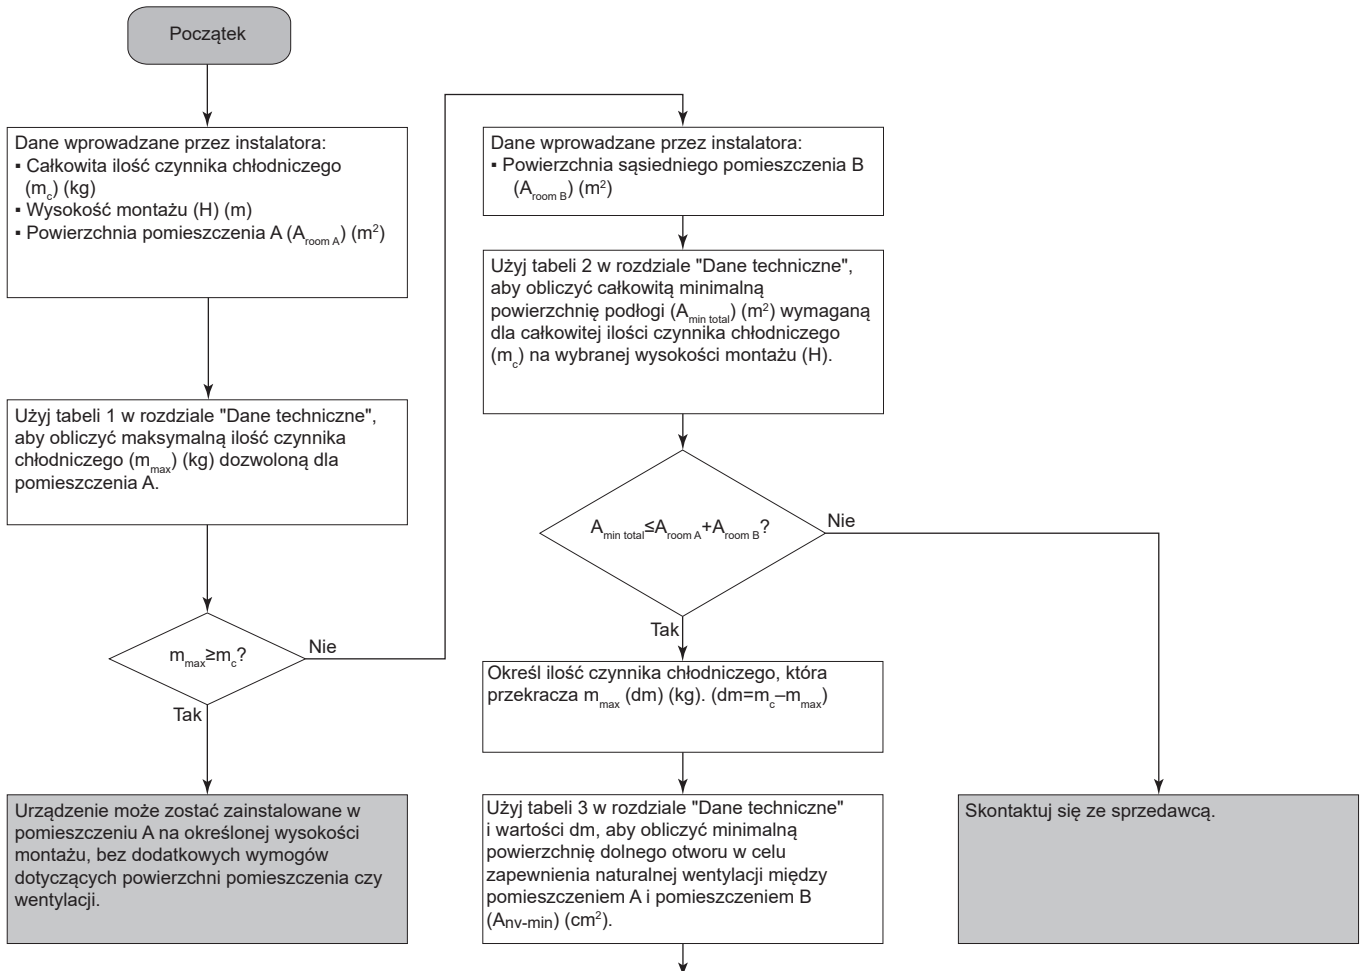 Początek
Dane wprowadzane przez instalatora:
▪ Całkowita ilość czynnika chłodniczego
(mc) (kg)
▪ Wysokość montażu (H) (m)
▪ Powierzchnia pomieszczenia A (Aroom A) (m²)
Użyj tabeli 1 w rozdziale "Dane techniczne",
aby obliczyć maksymalną ilość czynnika
chłodniczego (mmax) (kg) dozwoloną dla
pomieszczenia A.
mmax≥mc?
Nie
Tak
Urządzenie może zostać zainstalowane w
pomieszczeniu A na określonej wysokości
montażu, bez dodatkowych wymogów
dotyczących powierzchni pomieszczenia czy
wentylacji.
Dane wprowadzane przez instalatora:
▪ Powierzchnia sąsiedniego pomieszczenia B
(Aroom B) (m²)
Użyj tabeli 2 w rozdziale "Dane techniczne",
aby obliczyć całkowitą minimalną
powierzchnię podłogi (Amin total) (m²) wymaganą
dla całkowitej ilości czynnika chłodniczego
(mc) na wybranej wysokości montażu (H).
Amin total≤Aroom A+Aroom B?
Nie
Tak
Określ ilość czynnika chłodniczego, która
przekracza mmax (dm) (kg). (dm=mc–mmax)
Użyj tabeli 3 w rozdziale "Dane techniczne"
i wartości dm, aby obliczyć minimalną
powierzchnię dolnego otworu w celu
zapewnienia naturalnej wentylacji między
pomieszczeniem A i pomieszczeniem B
(Anv-min) (cm²).
Skontaktuj się ze sprzedawcą.